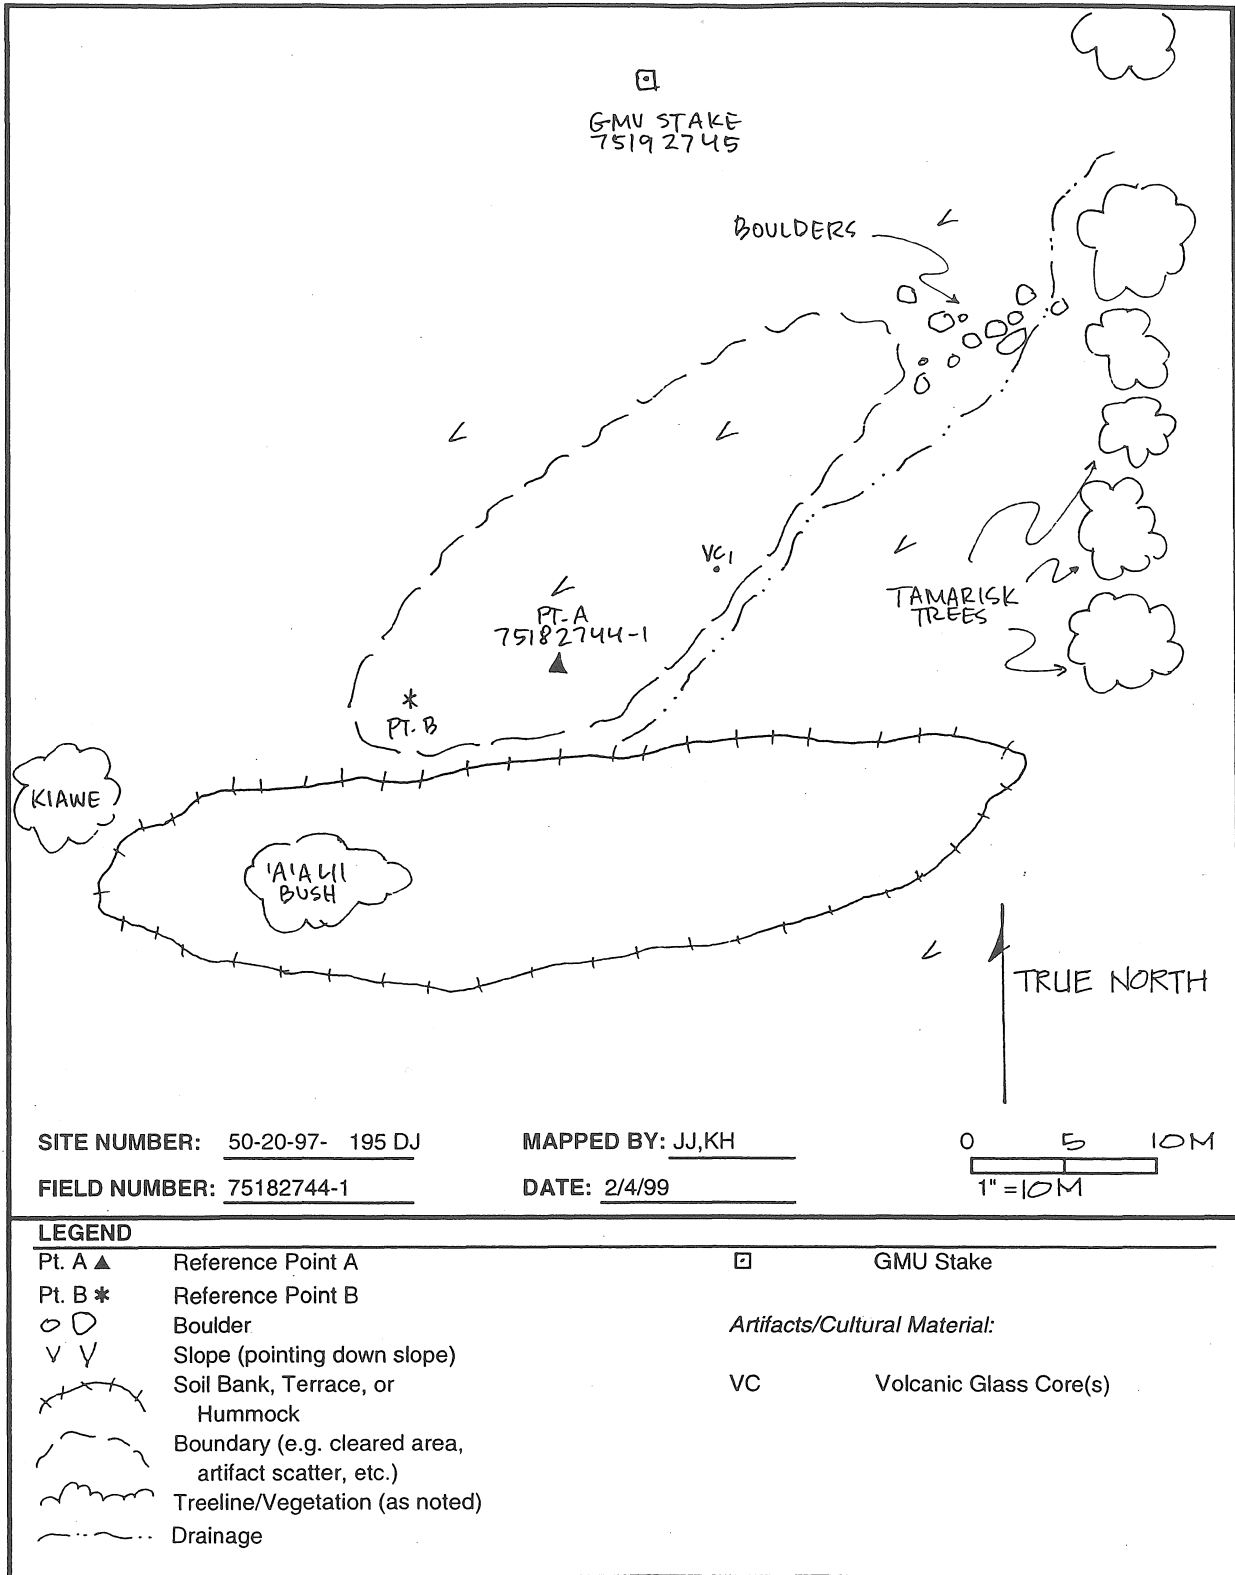 GMU STAKE
75192745
BOULDERS
VC1
PT. A
75182744-1
PT. B
TAMARISK
TREES
KIAWE
'A'ALII
BUSH
TRUE NORTH
SITE NUMBER: 50-20-97- 195 DJ
MAPPED BY: JJ,KH
0 5 10M
FIELD NUMBER: 75182744-1
DATE: 2/4/99
1" = 10M
LEGEND
Pt. A Reference Point A
GMU Stake
Pt. B Reference Point B
Boulder
Artifacts/Cultural Material:
Slope (pointing down slope)
Soil Bank, Terrace, or
Hummock
VC Volcanic Glass Core(s)
Boundary (e.g. cleared area,
artifact scatter, etc.)
Treeline/Vegetation (as noted)
Drainage